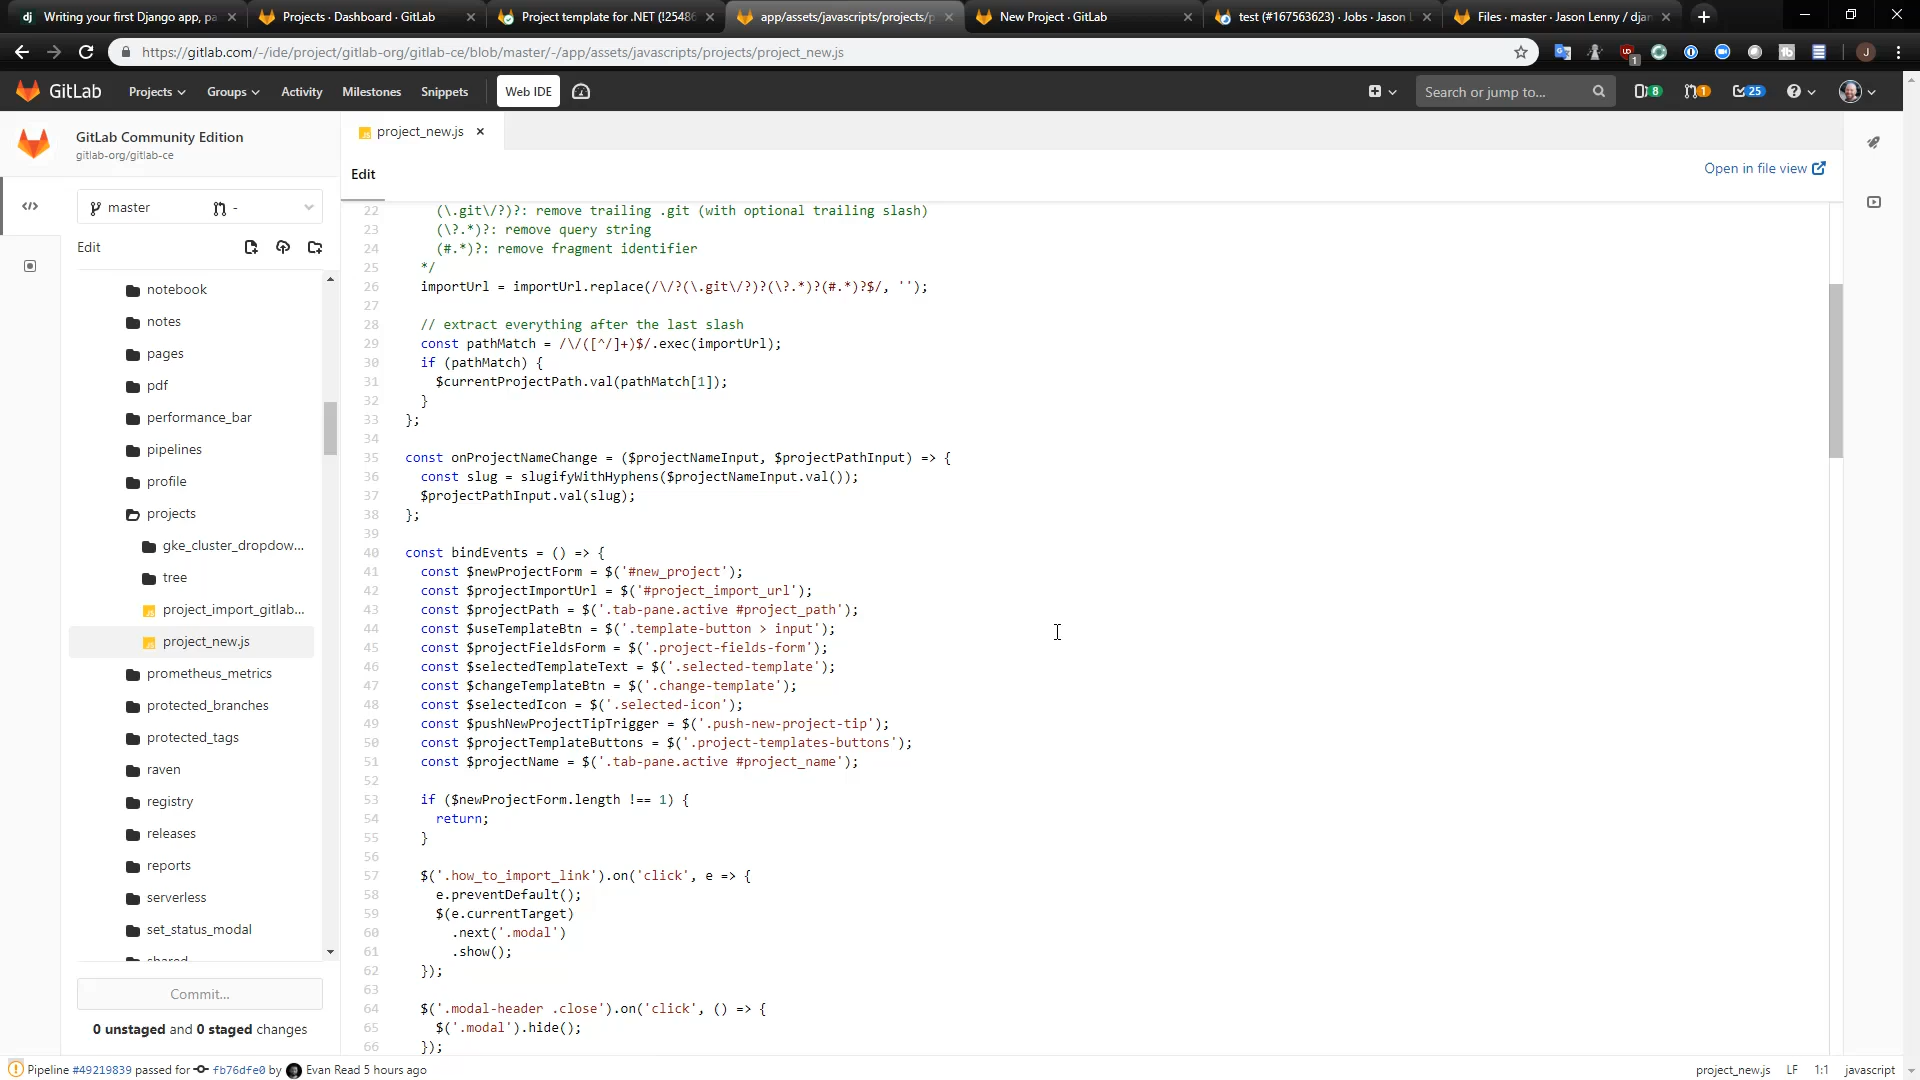 Writing your first Django app, pa
Projects · Dashboard · GitLab
Project template for .NET (!25486
app/assets/javascripts/projects/p
New Project · GitLab
test (#167563623) · Jobs · Jason L
Files · master · Jason Lenny / djan
https://gitlab.com/-/ide/project/gitlab-org/gitlab-ce/blob/master/-/app/assets/javascripts/projects/project_new.js
GitLab
Projects
Groups
Activity
Milestones
Snippets
Web IDE
Search or jump to...
8
1
25
GitLab Community Edition
gitlab-org/gitlab-ce
project_new.js
Edit
Open in file view
master
-
Edit
notebook
notes
pages
pdf
performance_bar
pipelines
profile
projects
gke_cluster_dropdow...
tree
project_import_gitlab...
project_new.js
prometheus_metrics
protected_branches
protected_tags
raven
registry
releases
reports
serverless
set_status_modal
shared
Commit...
0 unstaged and 0 staged changes
22 (\.git\/?)?: remove trailing .git (with optional trailing slash)
23 (\?.*)?: remove query string
24 (#.*)?: remove fragment identifier
25 */
26 importUrl = importUrl.replace(/\/?(\.git\/?)?(\?.*)?(#.*)?$/, '');
27
28 // extract everything after the last slash
29 const pathMatch = /\/([^/]+)$/.exec(importUrl);
30 if (pathMatch) {
31 $currentProjectPath.val(pathMatch[1]);
32 }
33 };
34
35 const onProjectNameChange = ($projectNameInput, $projectPathInput) => {
36 const slug = slugifyWithHyphens($projectNameInput.val());
37 $projectPathInput.val(slug);
38 };
39
40 const bindEvents = () => {
41 const $newProjectForm = $('#new_project');
42 const $projectImportUrl = $('#project_import_url');
43 const $projectPath = $('.tab-pane.active #project_path');
44 const $useTemplateBtn = $('.template-button > input');
45 const $projectFieldsForm = $('.project-fields-form');
46 const $selectedTemplateText = $('.selected-template');
47 const $changeTemplateBtn = $('.change-template');
48 const $selectedIcon = $('.selected-icon');
49 const $pushNewProjectTipTrigger = $('.push-new-project-tip');
50 const $projectTemplateButtons = $('.project-templates-buttons');
51 const $projectName = $('.tab-pane.active #project_name');
52
53 if ($newProjectForm.length !== 1) {
54 return;
55 }
56
57 $('.how_to_import_link').on('click', e => {
58 e.preventDefault();
59 $(e.currentTarget)
60 .next('.modal')
61 .show();
62 });
63
64 $('.modal-header .close').on('click', () => {
65 $('.modal').hide();
66 });
Pipeline #49219839 passed for fb76dfe0 by Evan Read 5 hours ago
project_new.js LF 1:1 javascript